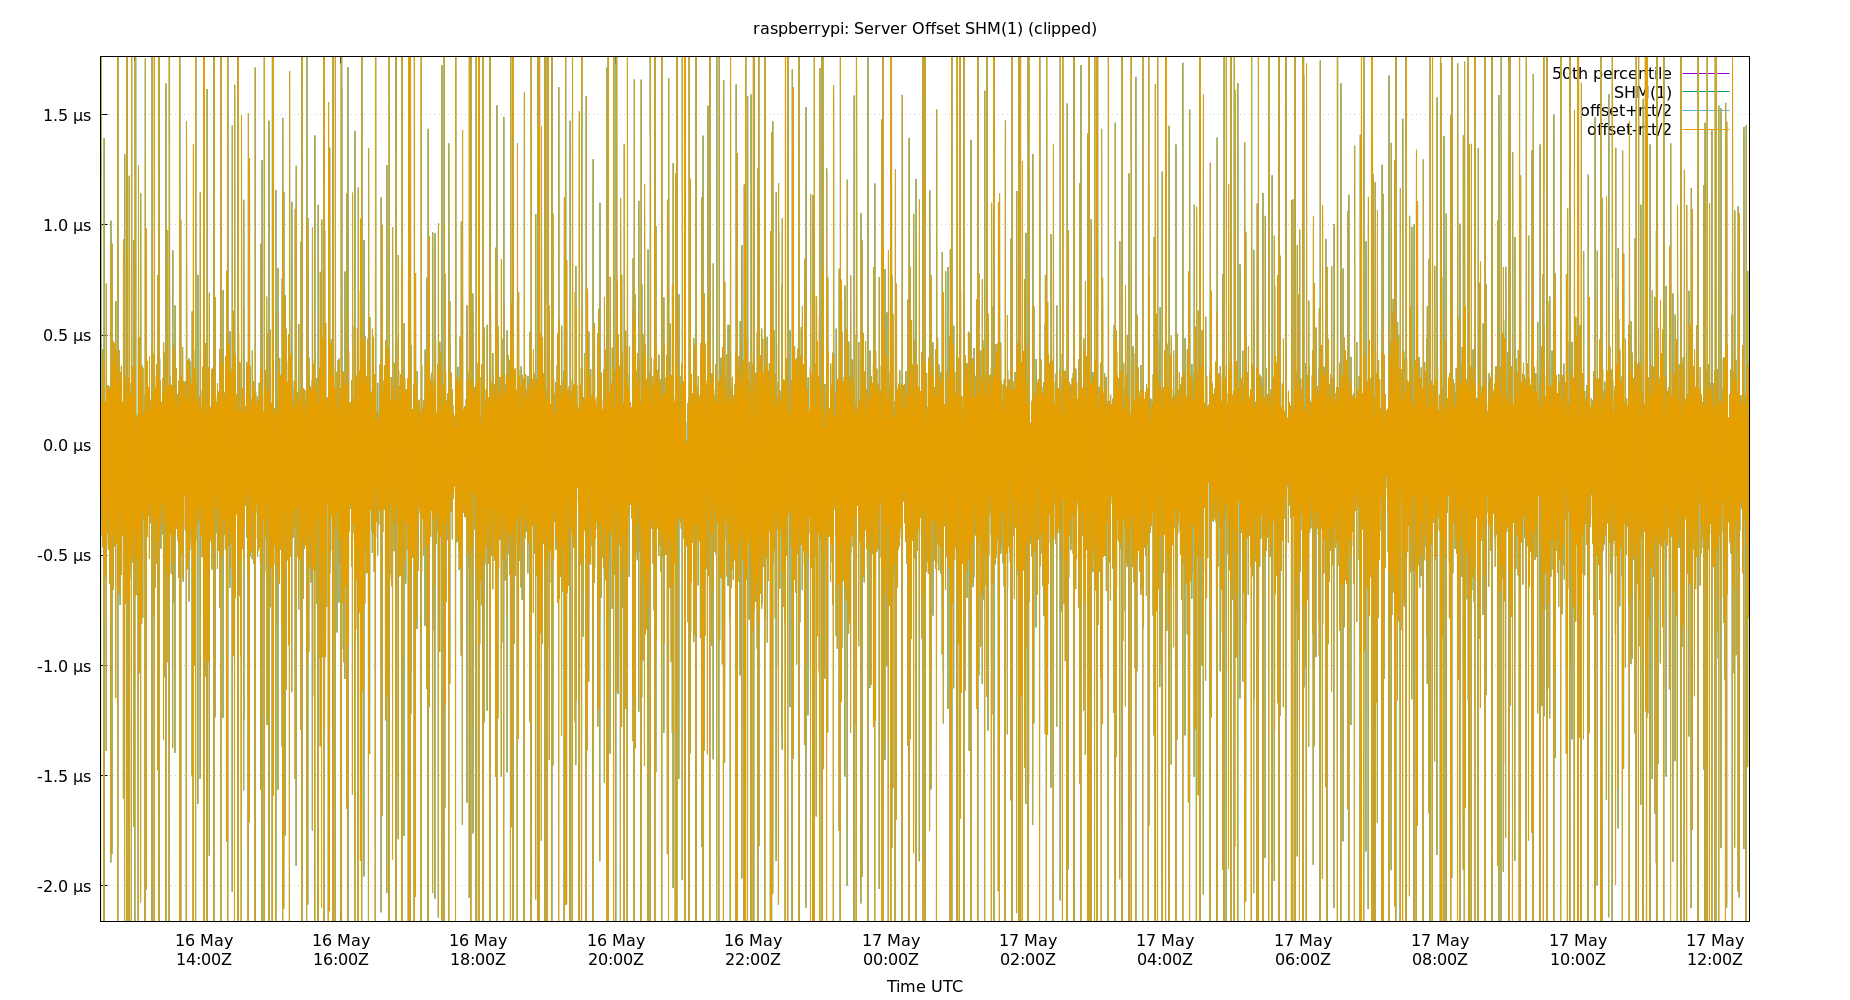 raspberrypi: Server Offset SHM(1) (clipped)
50th percentile
SHM(1)
offset+rtt/2
offset-rtt/2
1.5 µs
1.0 µs
0.5 µs
0.0 µs
-0.5 µs
-1.0 µs
-1.5 µs
-2.0 µs
16 May 16 May 16 May 16 May 16 May 17 May 17 May 17 May 17 May 17 May 17 May 17 May
14:00Z 16:00Z 18:00Z 20:00Z 22:00Z 00:00Z 02:00Z 04:00Z 06:00Z 08:00Z 10:00Z 12:00Z
Time UTC